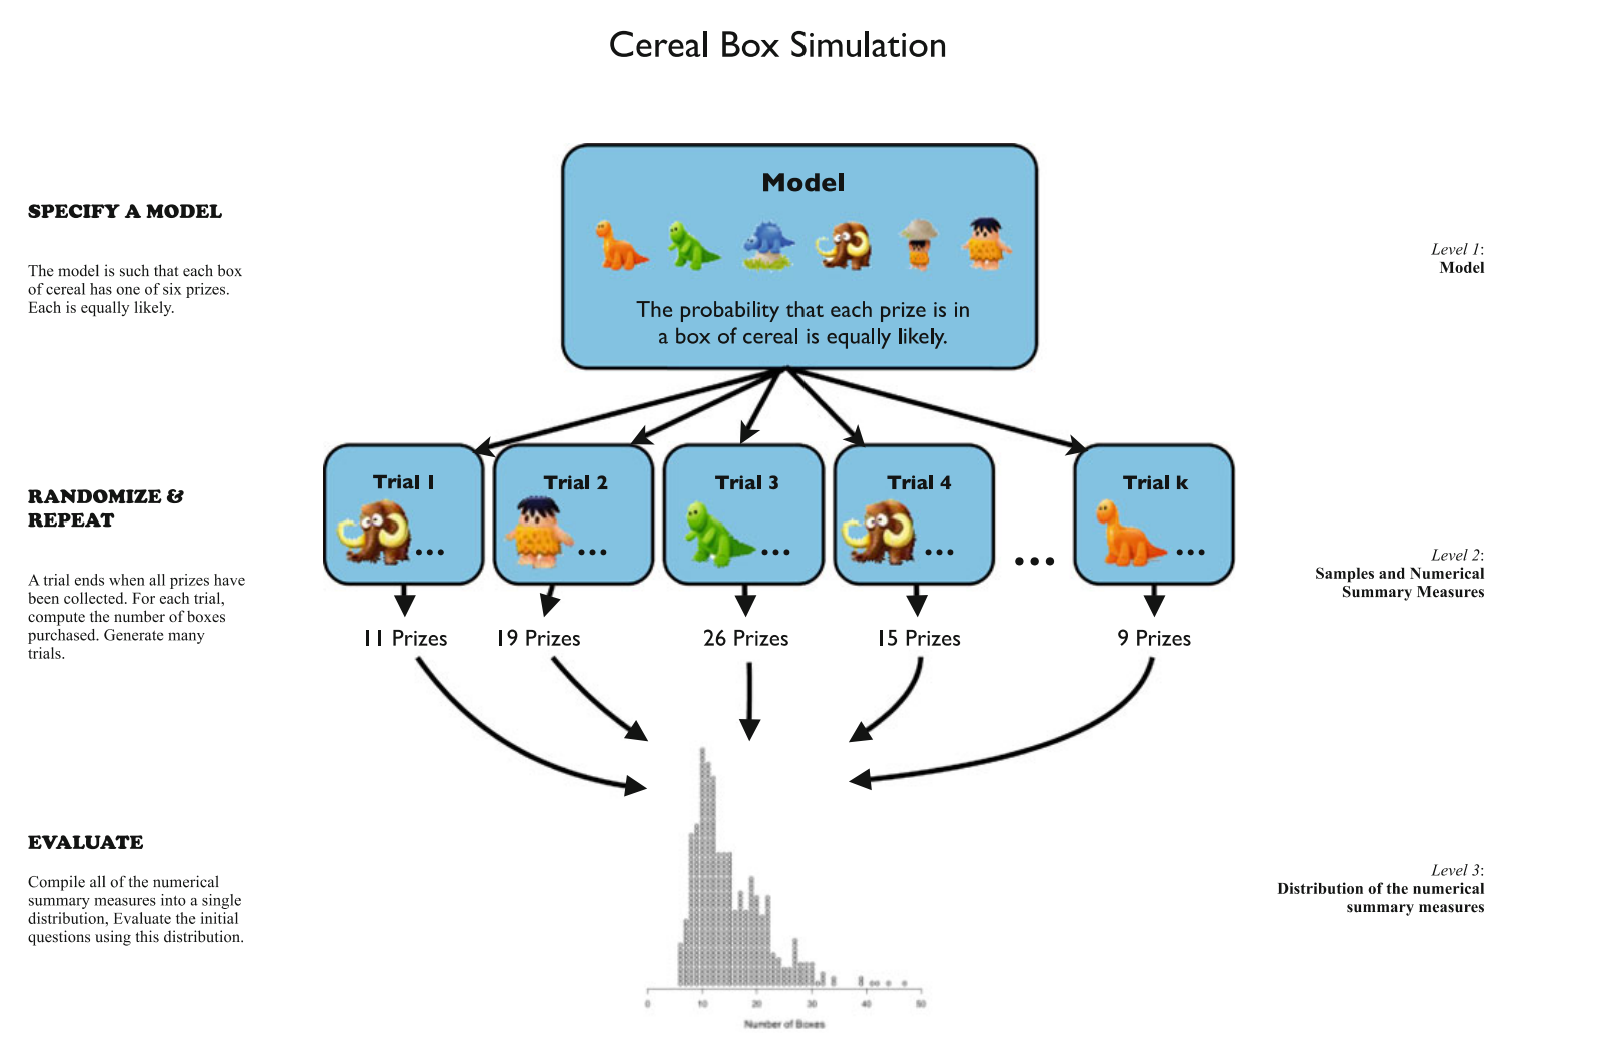 Cereal Box Simulation
SPECIFY A MODEL
The model is such that each box
of cereal has one of six prizes.
Each is equally likely.
Model
The probability that each prize is in
a box of cereal is equally likely.
Level 1:
Model
RANDOMIZE &
REPEAT
A trial ends when all prizes have
been collected. For each trial,
compute the number of boxes
purchased. Generate many
trials.
Trial 1
...
Trial 2
...
Trial 3
...
Trial 4
...
...
Trial k
...
11 Prizes
19 Prizes
26 Prizes
15 Prizes
9 Prizes
Level 2:
Samples and Numerical
Summary Measures
EVALUATE
Compile all of the numerical
summary measures into a single
distribution, Evaluate the initial
questions using this distribution.
0 10 20 30 40 50
Number of Boxes
Level 3:
Distribution of the numerical
summary measures